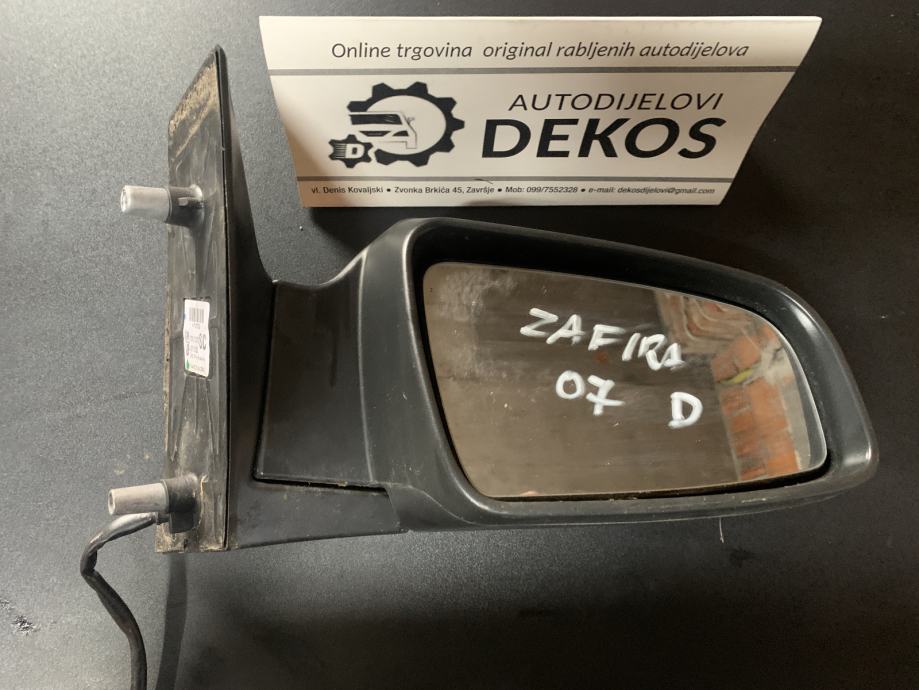 Online trgovina original rabljenih autodijelova
AUTODIJELOVI
DEKOS
D
vl. Denis Kovaljski • Zvonka Brkića 45, Završje • Mob: 099/7552328 • e-mail: dekosdijelovi@gmail.com
SC
ZAFIRA
07 D